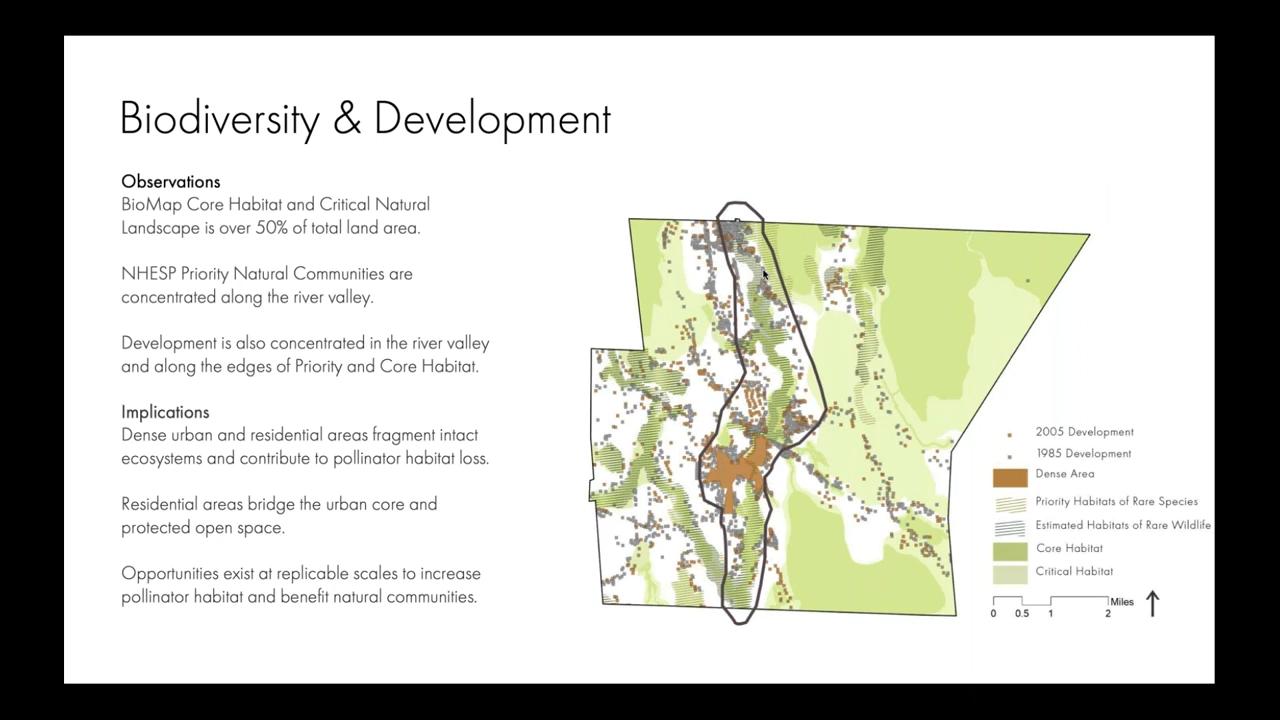 Biodiversity & Development
Observations
BioMap Core Habitat and Critical Natural
Landscape is over 50% of total land area.
NHESP Priority Natural Communities are
concentrated along the river valley.
Development is also concentrated in the river valley
and along the edges of Priority and Core Habitat.
Implications
Dense urban and residential areas fragment intact
ecosystems and contribute to pollinator habitat loss.
Residential areas bridge the urban core and
protected open space.
Opportunities exist at replicable scales to increase
pollinator habitat and benefit natural communities.
2005 Development
1985 Development
Dense Area
Priority Habitats of Rare Species
Estimated Habitats of Rare Wildlife
Core Habitat
Critical Habitat
Miles
0 0.5 1 2